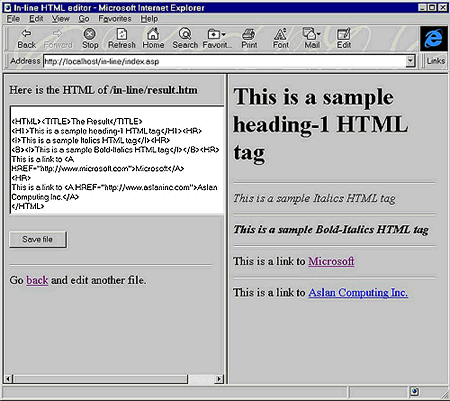 In-line HTML editor - Microsoft Internet Explorer
File Edit View Go Favorites Help
Back Forward Stop Refresh Home Search Favorit... Print Font Mail Edit
Address http://localhost/in-line/index.asp Links
Here is the HTML of /in-line/result.htm
<HTML><TITLE>The Result</TITLE>
<H1>This is a sample heading-1 HTML tag</H1><HR>
<I>This is a sample Italics HTML tag</I><HR>
<B><I>This is a sample Bold-Italics HTML tag</I></B><HR>
This is a link to <A
HREF="http://www.microsoft.com">Microsoft</A>
<HR>
This is a link to <A HREF="http://www.aslaninc.com">Aslan
Computing Inc.</A>
</HTML>
Save file
Go back and edit another file.
This is a sample
heading-1 HTML
tag
This is a sample Italics HTML tag
This is a sample Bold-Italics HTML tag
This is a link to Microsoft
This is a link to Aslan Computing Inc.